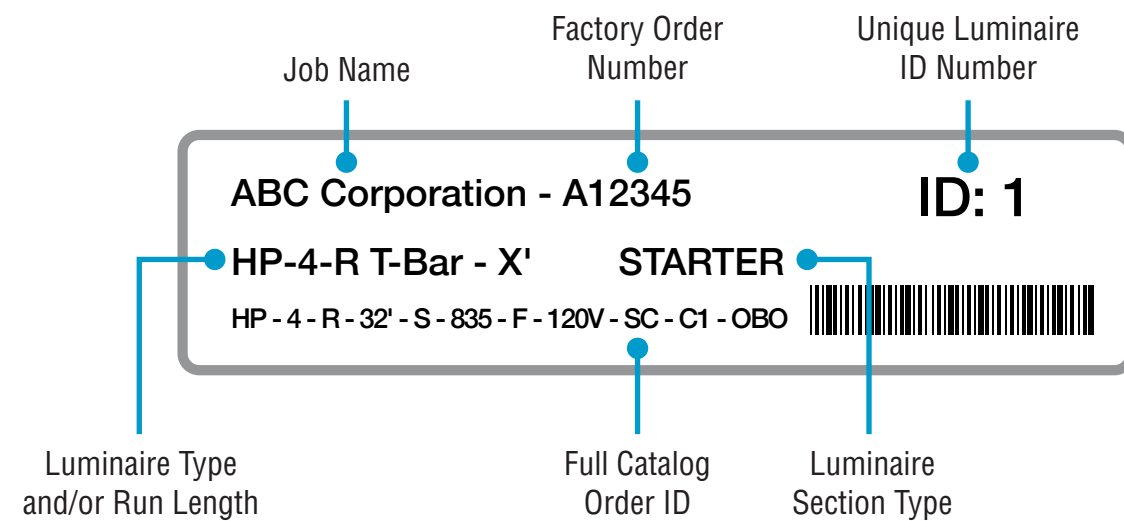 Job Name
Factory Order
Number
Unique Luminaire
ID Number
ABC Corporation - A12345
ID: 1
HP-4-R T-Bar - X'
STARTER
HP - 4 - R - 32' - S - 835 - F - 120V - SC - C1 - OBO
Luminaire Type
and/or Run Length
Full Catalog
Order ID
Luminaire
Section Type